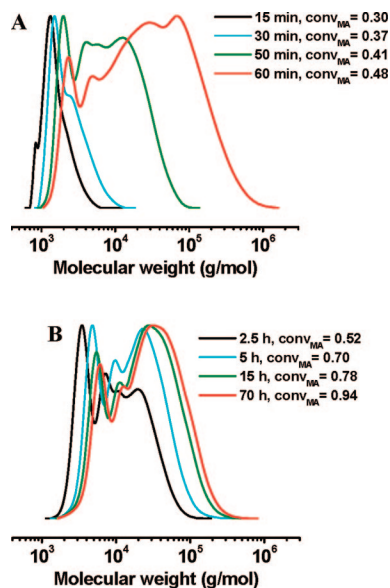 A
15 min, conv_MA = 0.30
30 min, conv_MA = 0.37
50 min, conv_MA = 0.41
60 min, conv_MA = 0.48
10^3 10^4 10^5 10^6
Molecular weight (g/mol)
B
2.5 h, conv_MA = 0.52
5 h, conv_MA = 0.70
15 h, conv_MA = 0.78
70 h, conv_MA = 0.94
10^3 10^4 10^5 10^6
Molecular weight (g/mol)